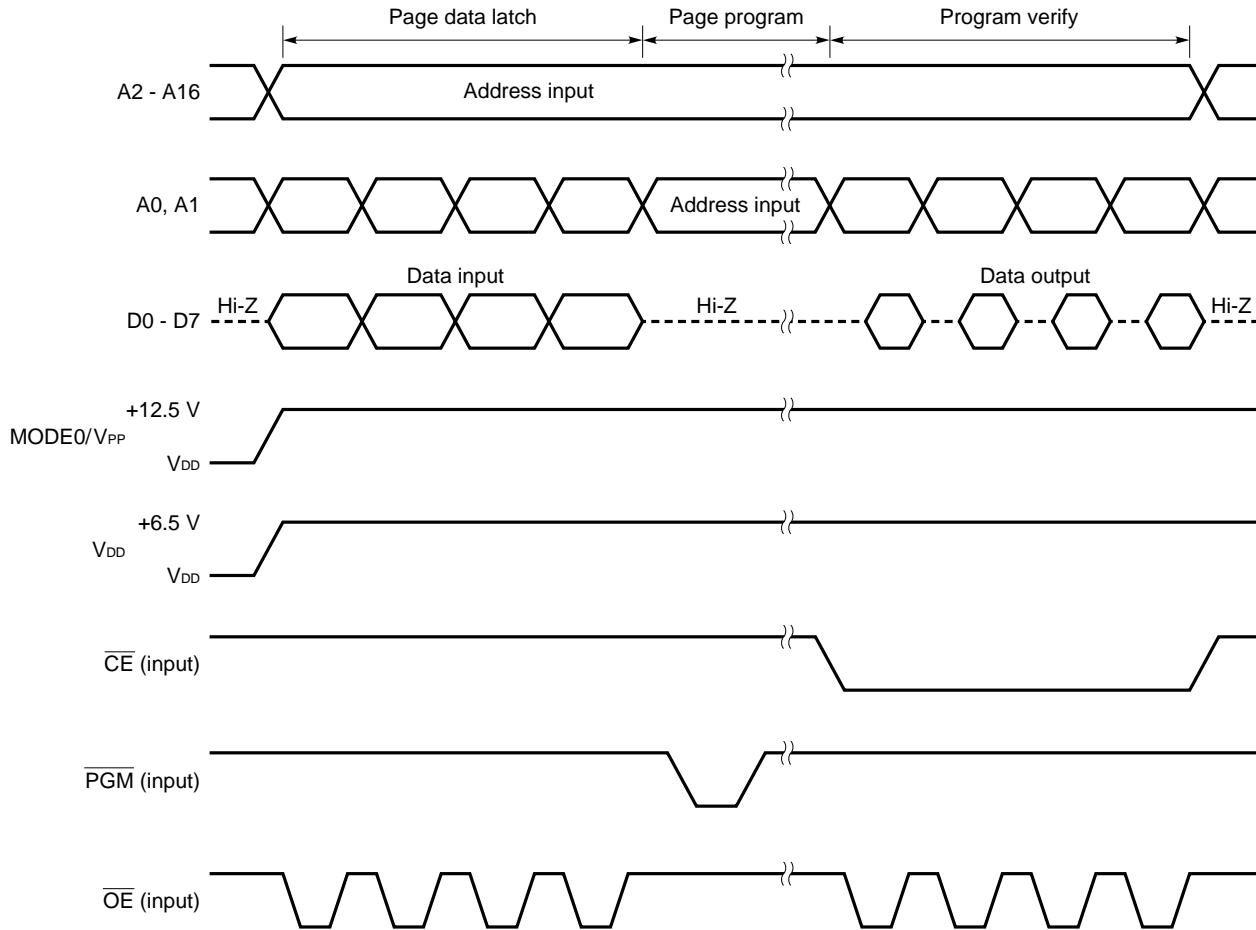 Page data latch Page program Program verify
A2 - A16 Address input
A0, A1 Address input
Data input Data output
D0 - D7 Hi-Z Hi-Z Hi-Z
+12.5 V
MODE0/VPP
VDD
+6.5 V
VDD
VDD
CE (input)
PGM (input)
OE (input)